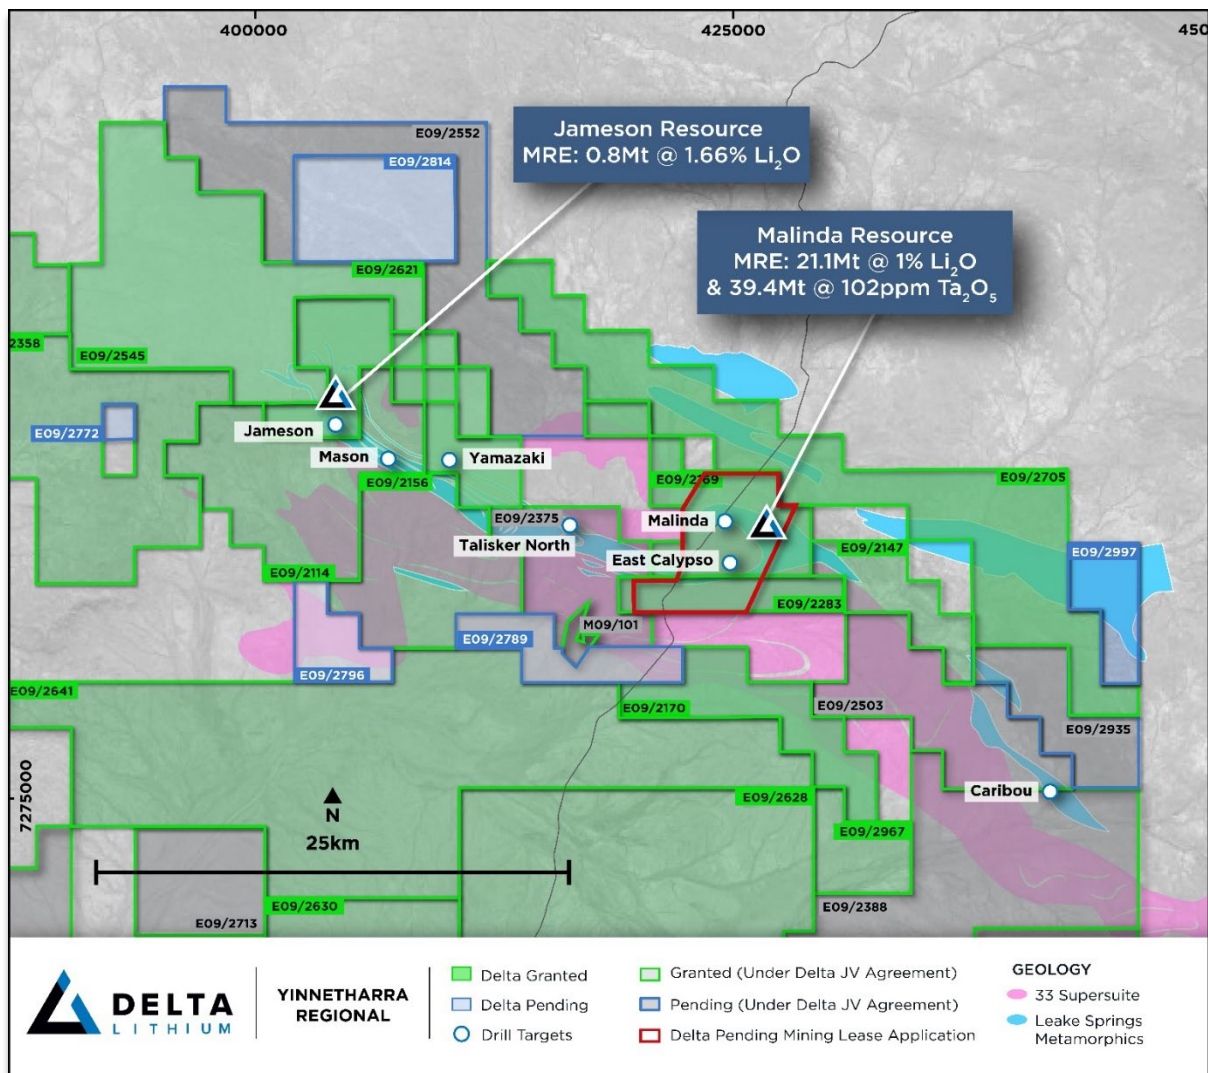 400000
425000
450
Jameson Resource
MRE: 0.8Mt @ 1.66% Li₂O
Malinda Resource
MRE: 21.1Mt @ 1% Li₂O
& 39.4Mt @ 102ppm Ta₂O₅
E09/2552
E09/2814
E09/2621
2358
E09/2545
E09/2772
Jameson
Mason
Yamazaki
E09/2156
E09/2169
E09/2705
E09/2375
Talisker North
Malinda
East Calypso
E09/2147
E09/2997
E09/2114
E09/2283
M09/101
E09/2789
E09/2796
E09/2641
E09/2170
E09/2503
E09/2935
7275000
N
25km
Caribou
E09/2628
E09/2967
E09/2388
E09/2713
E09/2630
DELTA
LITHIUM
YINNETHARRA
REGIONAL
Delta Granted
Delta Pending
Drill Targets
Granted (Under Delta JV Agreement)
Pending (Under Delta JV Agreement)
Delta Pending Mining Lease Application
GEOLOGY
33 Supersuite
Leake Springs
Metamorphics